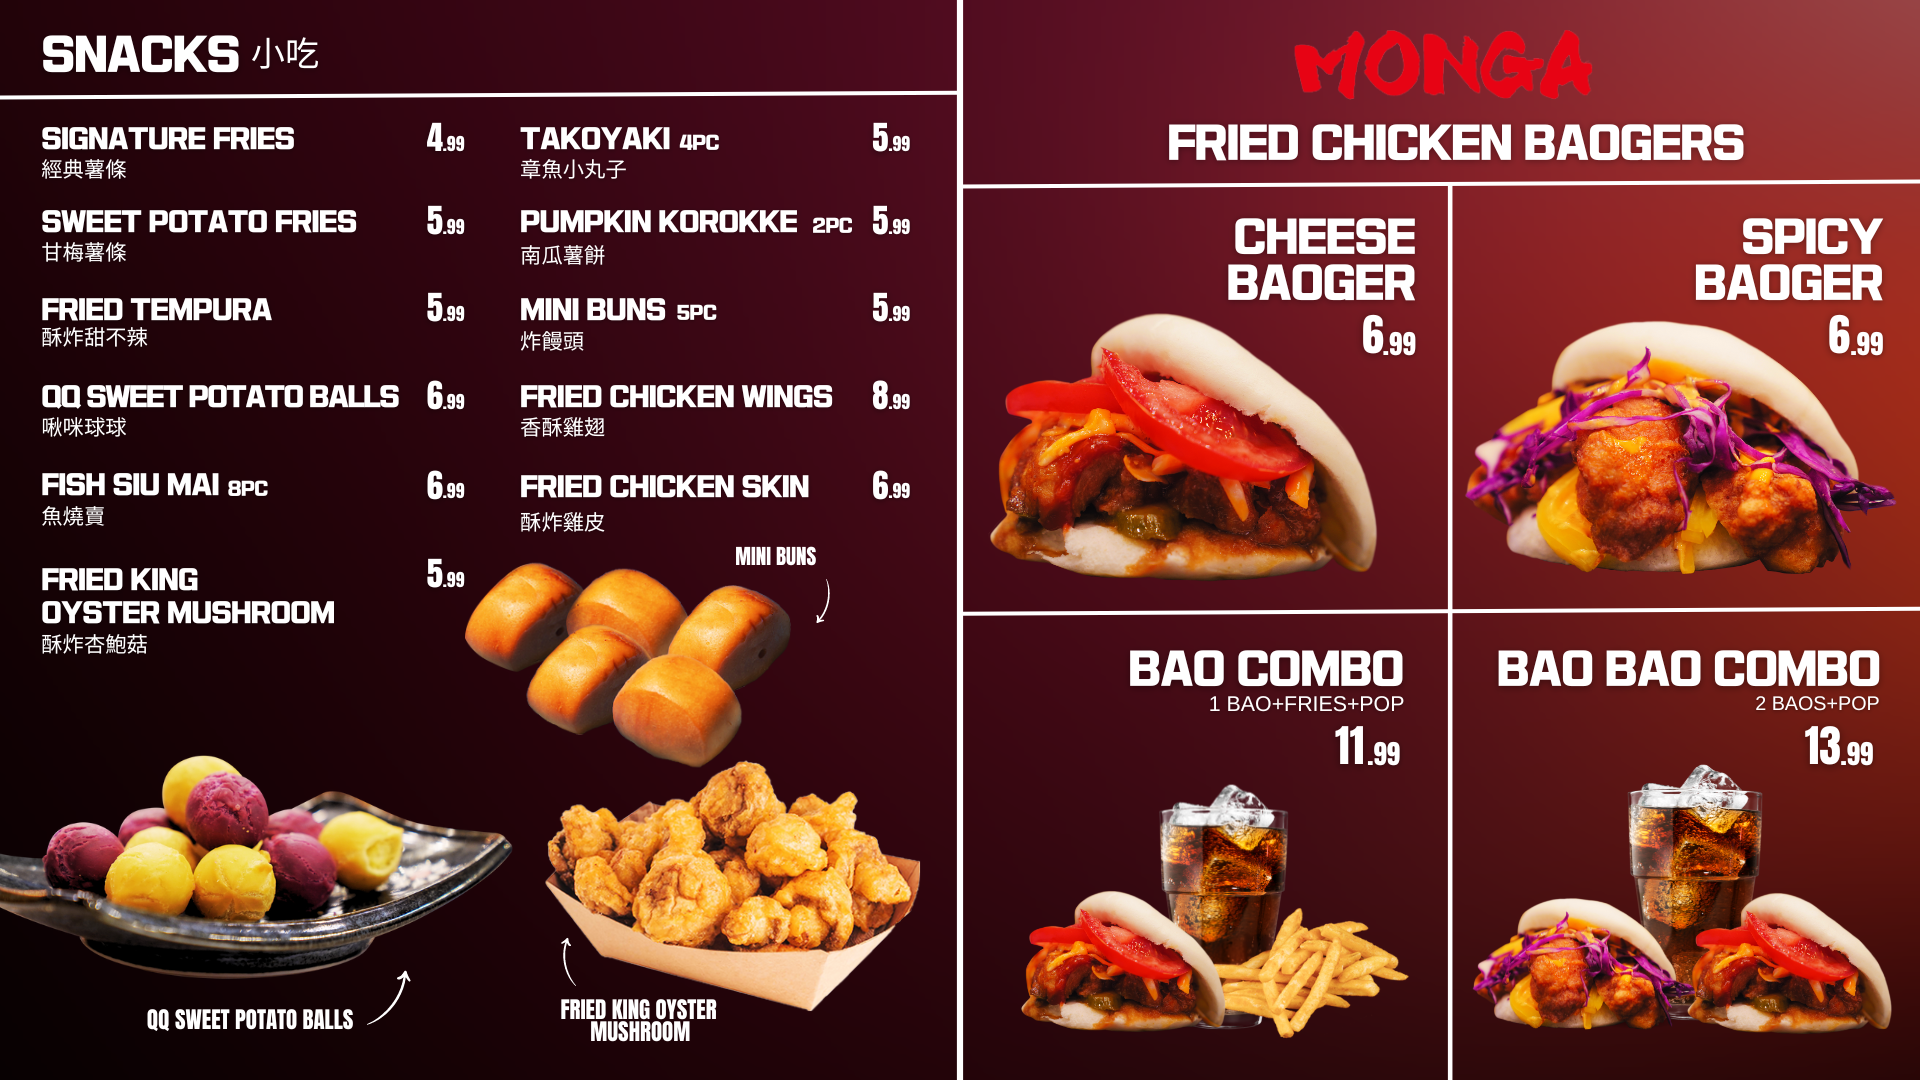 SNACKS 小吃
SIGNATURE FRIES 4.99
經典薯條
SWEET POTATO FRIES 5.99
甘梅薯條
FRIED TEMPURA 5.99
酥炸甜不辣
QQ SWEET POTATO BALLS 6.99
啾咪球球
FISH SIU MAI 8PC 6.99
魚燒賣
FRIED KING 5.99
OYSTER MUSHROOM
酥炸杏鮑菇
TAKOYAKI 4PC 5.99
章魚小丸子
PUMPKIN KOROKKE 2PC 5.99
南瓜薯餅
MINI BUNS 5PC 5.99
炸饅頭
FRIED CHICKEN WINGS 8.99
香酥雞翅
FRIED CHICKEN SKIN 6.99
酥炸雞皮
MINI BUNS
QQ SWEET POTATO BALLS
FRIED KING OYSTER
MUSHROOM
MONGA
FRIED CHICKEN BAOGERS
CHEESE
BAOGER
6.99
SPICY
BAOGER
6.99
BAO COMBO
1 BAO+FRIES+POP
11.99
BAO BAO COMBO
2 BAOS+POP
13.99